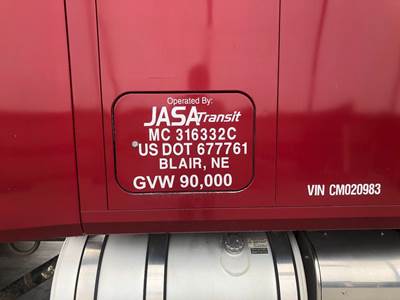 Operated By:
JASA Transit
MC 316332C
US DOT 677761
BLAIR, NE
GVW 90,000
VIN CM020983